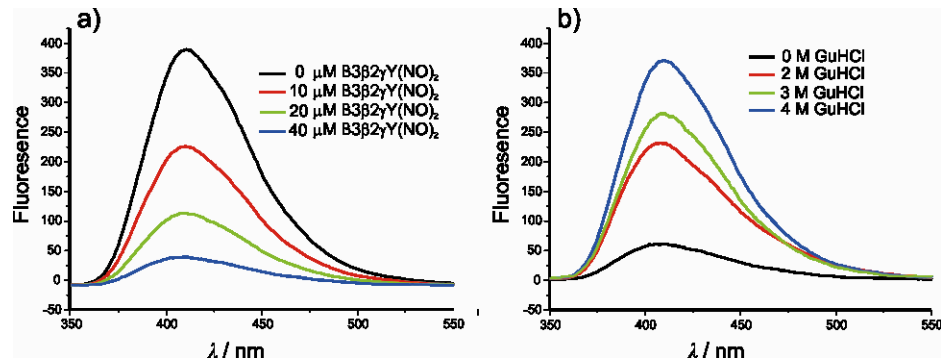 a)
0 μM B3β2γY(NO)₂
10 μM B3β2γY(NO)₂
20 μM B3β2γY(NO)₂
40 μM B3β2γY(NO)₂
Fluoresence
400
350
300
250
200
150
100
50
0
-50
350 400 450 500 550
λ / nm
b)
0 M GuHCl
2 M GuHCl
3 M GuHCl
4 M GuHCl
Fluoresence
400
350
300
250
200
150
100
50
0
-50
350 400 450 500 550
λ / nm